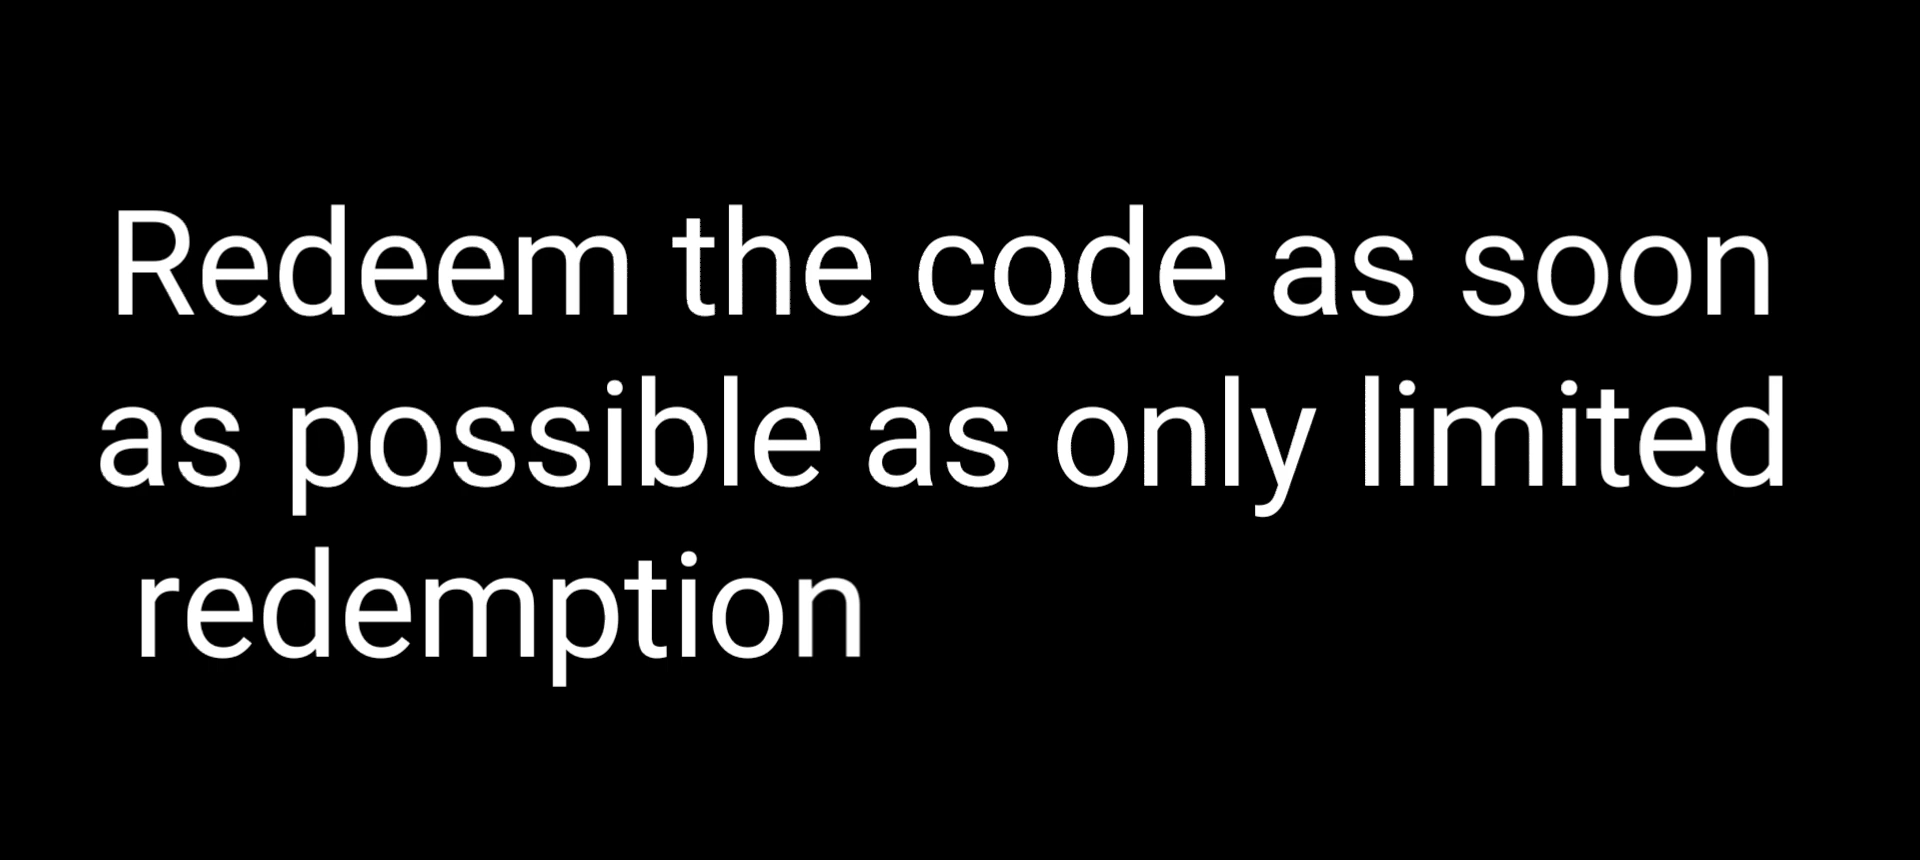 Redeem the code as soon
as possible as only limited
redemption